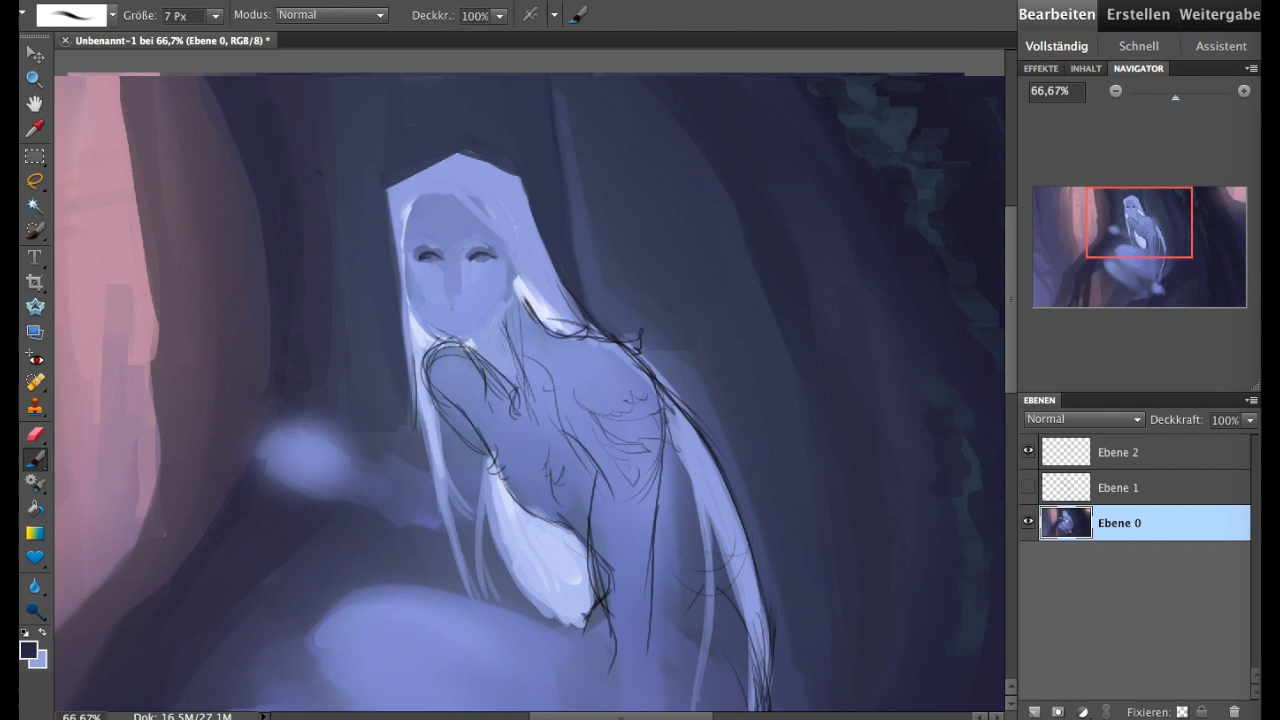 Größe: 7 Px Modus: Normal Deckkr.: 100%
Bearbeiten Erstellen Weitergabe
Unbenannt-1 bei 66,7% (Ebene 0, RGB/8) *
Vollständig Schnell Assistent
EFFEKTE INHALT NAVIGATOR
66,67%
EBENEN
Normal Deckkraft: 100%
Ebene 2
Ebene 1
Ebene 0
T
66,67% Dok: 16,5M/27,1M
Fixieren: